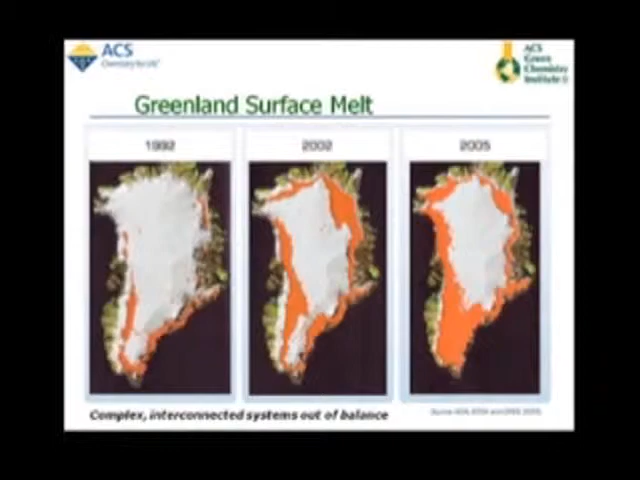 ACS
Chemistry for Life
ACS
Green
Chemistry
Institute
Greenland Surface Melt
1992
2002
2005
Complex, interconnected systems out of balance